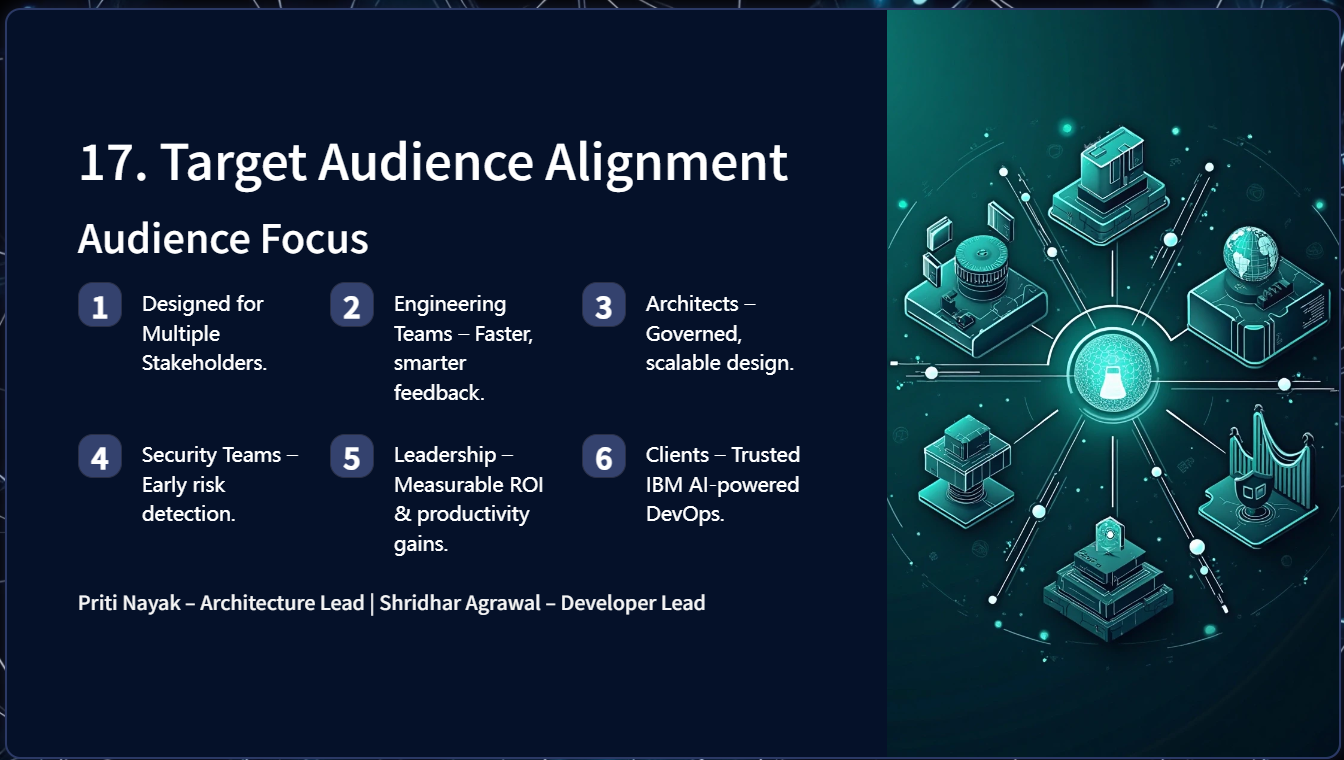 17. Target Audience Alignment
Audience Focus
1
Designed for
Multiple
Stakeholders.
2
Engineering
Teams – Faster,
smarter
feedback.
3
Architects –
Governed,
scalable design.
4
Security Teams –
Early risk
detection.
5
Leadership –
Measurable ROI
& productivity
gains.
6
Clients – Trusted
IBM AI-powered
DevOps.
Priti Nayak – Architecture Lead | Shridhar Agrawal – Developer Lead